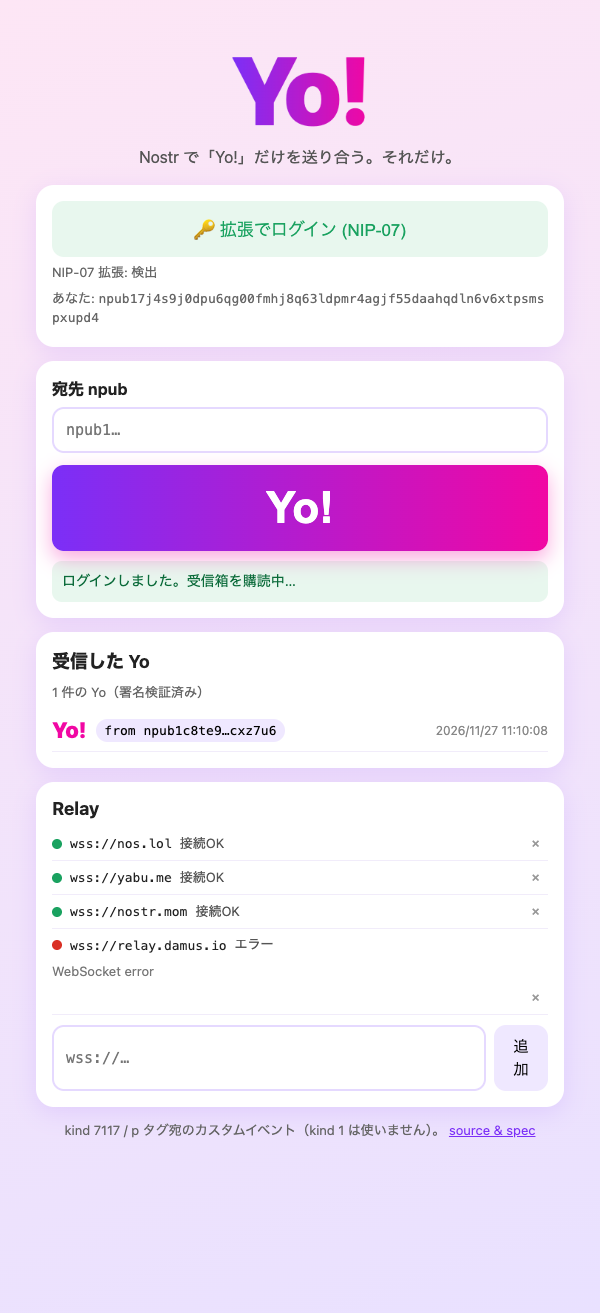 Yo!
Nostr で「Yo!」だけを送り合う。それだけ。
🔑 拡張でログイン (NIP-07)
NIP-07 拡張: 検出
あなた: npub17j4s9j0dpu6qg00fmhj8q63ldpmr4agjf55daahqdln6v6xtpsms
pxupd4
宛先 npub
npub1…
Yo!
ログインしました。受信箱を購読中…
受信した Yo
1 件の Yo（署名検証済み）
Yo! from npub1c8te9…cxz7u6 2026/11/27 11:10:08
Relay
wss://nos.lol 接続OK ×
wss://yabu.me 接続OK ×
wss://nostr.mom 接続OK ×
wss://relay.damus.io エラー
WebSocket error
×
wss://…
追
加
kind 7117 / p タグ宛のカスタムイベント（kind 1 は使いません）。 source & spec